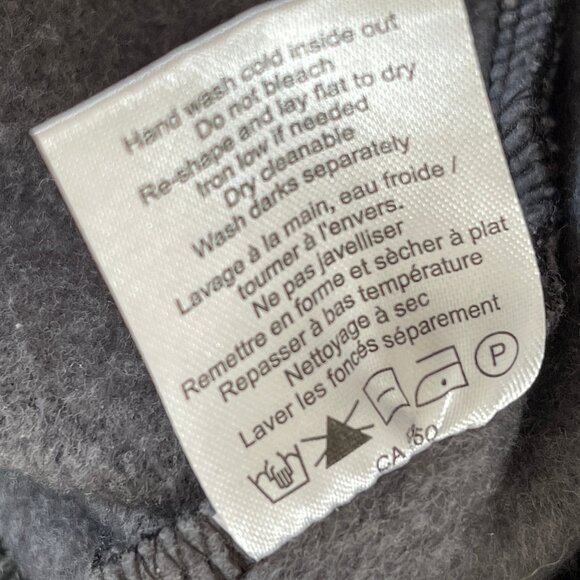 Hand wash cold inside out
Do not bleach
Re-shape and lay flat to dry
Iron low if needed
Dry cleanable
Wash darks separately
Lavage à la main, eau froide /
tourner à l'envers.
Ne pas javelliser
Remettre en forme et sècher à plat
Repasser à bas température
Nettoyage à sec
Laver les foncés séparement
P
CA